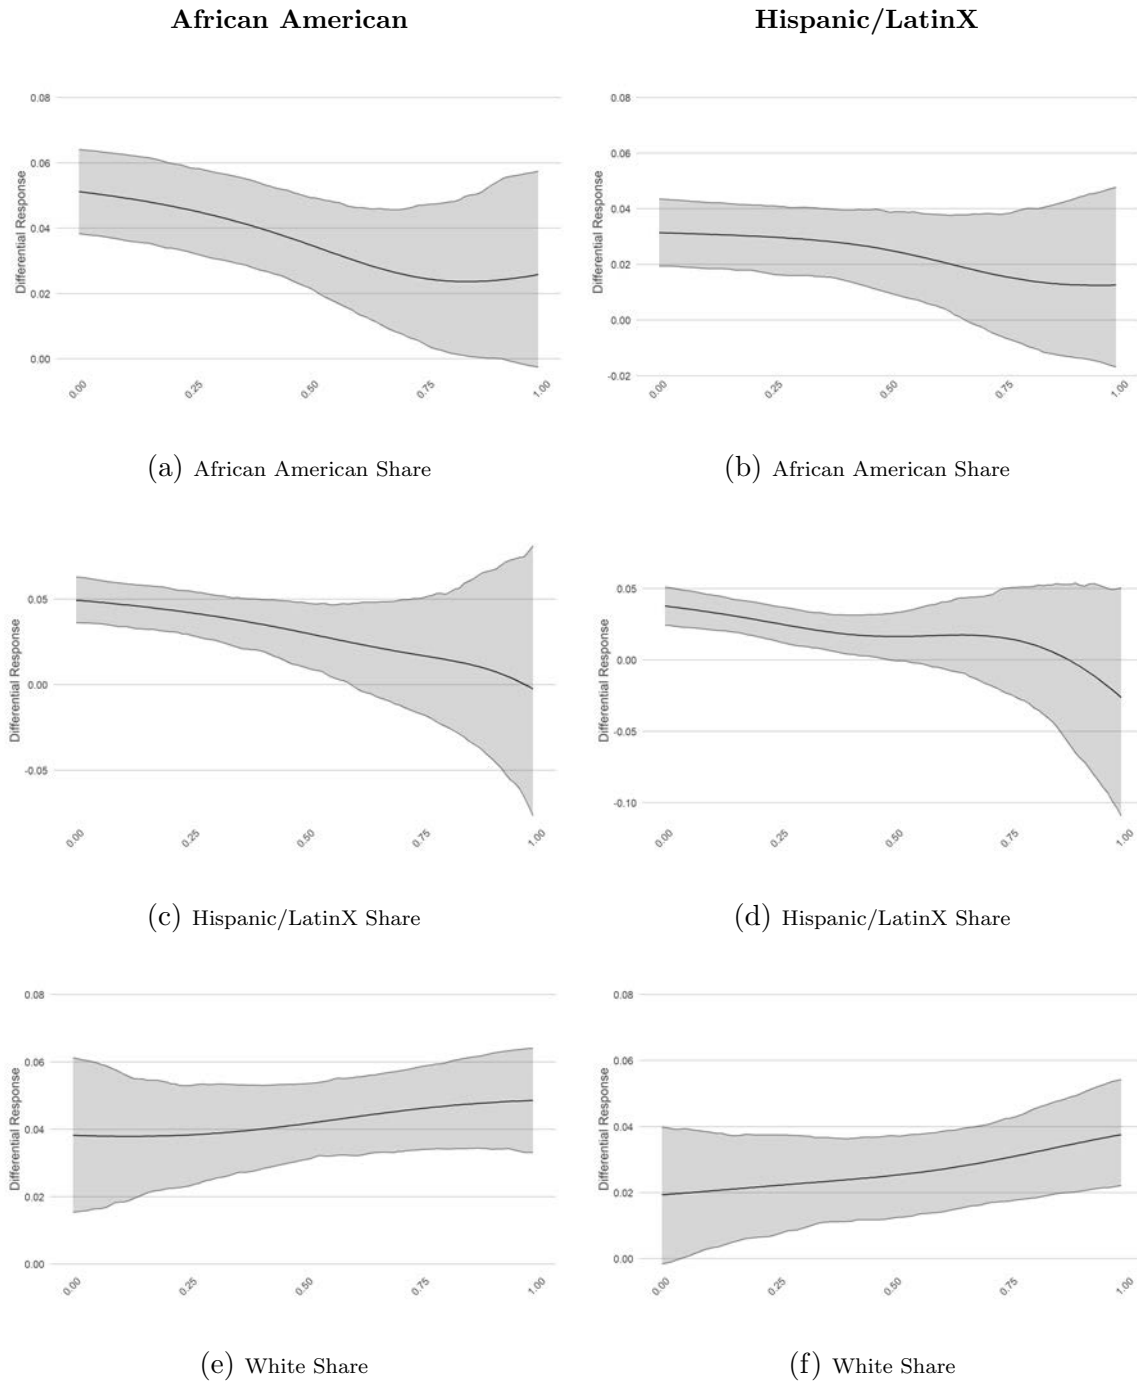 African American
Hispanic/LatinX
0.08
0.06
0.04
0.02
0.00
Differential Response
0.00 0.25 0.50 0.75 1.00
(a) African American Share
0.08
0.06
0.04
0.02
0.00
-0.02
Differential Response
0.00 0.25 0.50 0.75 1.00
(b) African American Share
0.05
0.00
-0.05
Differential Response
0.00 0.25 0.50 0.75 1.00
(c) Hispanic/LatinX Share
0.05
0.00
-0.05
-0.10
Differential Response
0.00 0.25 0.50 0.75 1.00
(d) Hispanic/LatinX Share
0.08
0.06
0.04
0.02
0.00
Differential Response
0.00 0.25 0.50 0.75 1.00
(e) White Share
0.08
0.06
0.04
0.02
0.00
Differential Response
0.00 0.25 0.50 0.75 1.00
(f) White Share